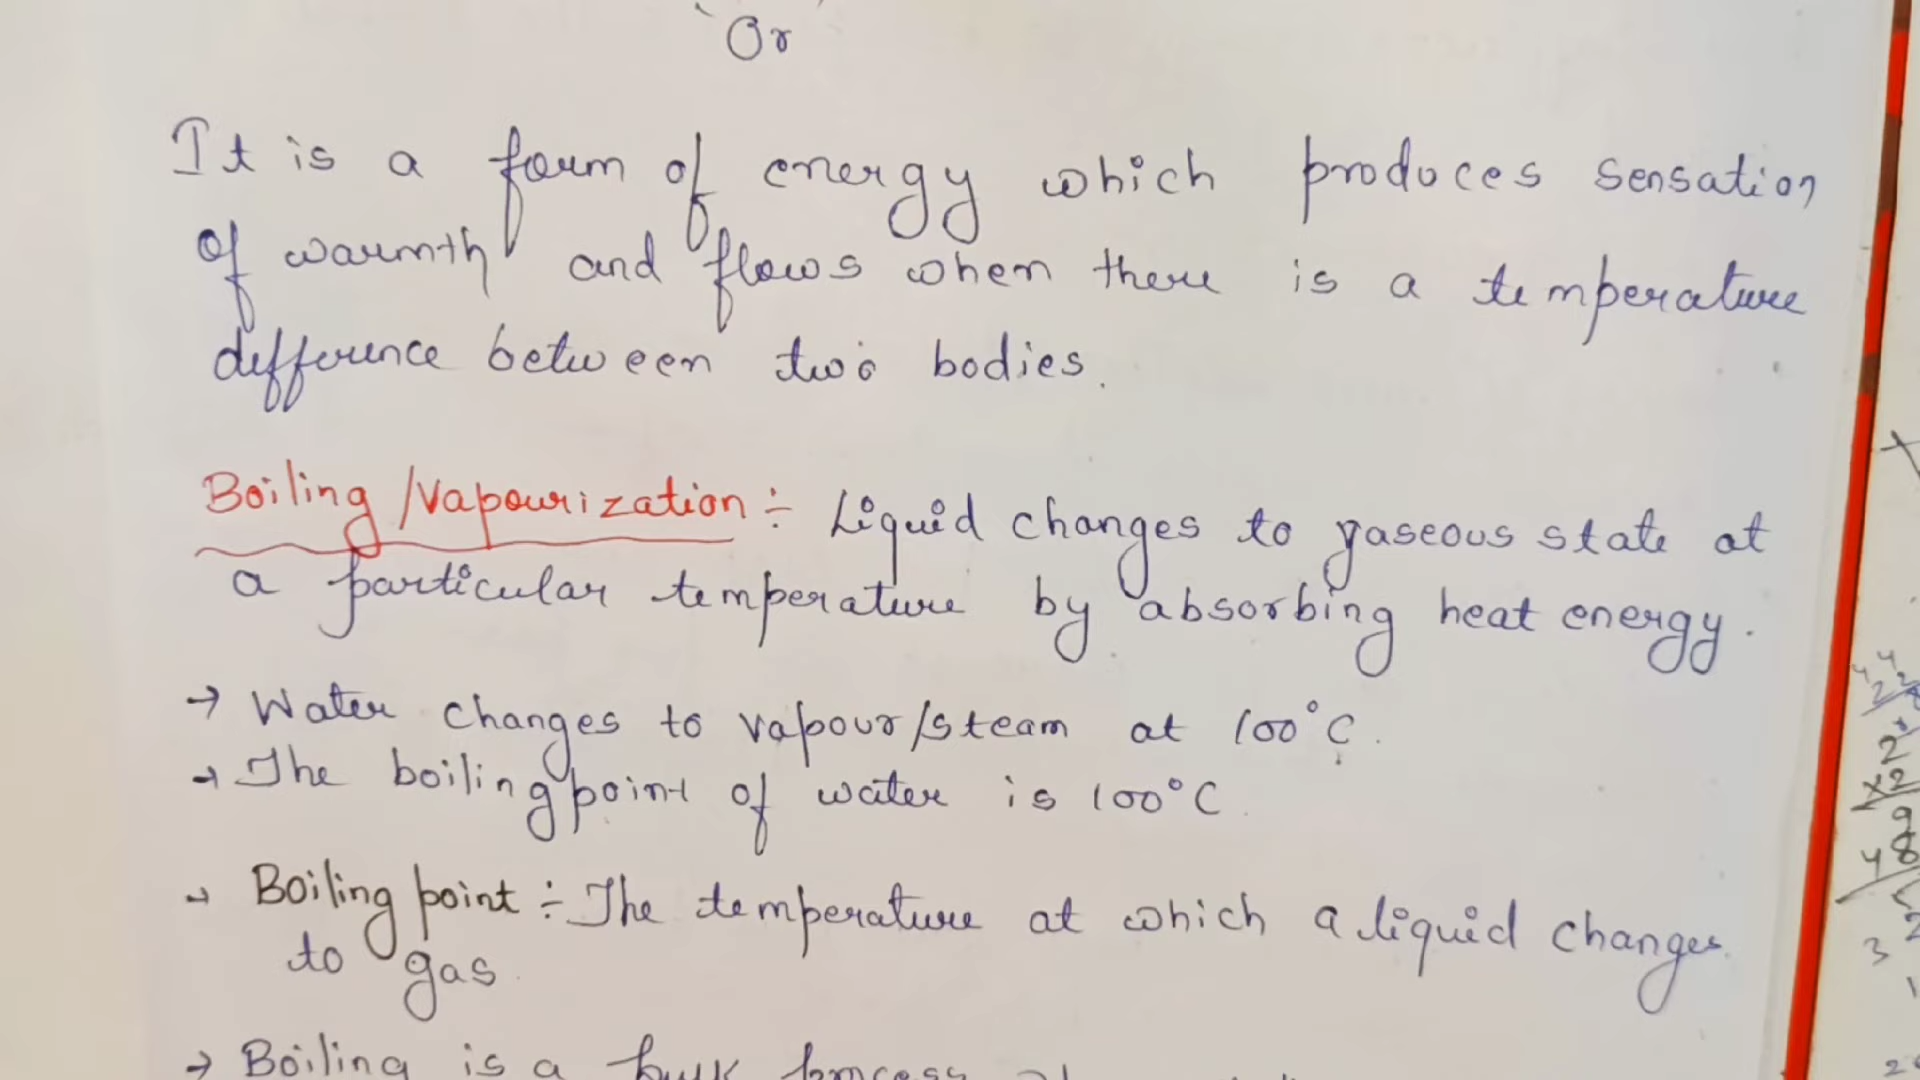 Or
It is a form of energy which produces sensation
of warmth and flows when there is a temperature
difference between two bodies.
Boiling/Vapourization ÷ Liquid changes to gaseous state at
a particular temperature by absorbing heat energy.
→ Water changes to vapour/steam at 100°C.
→ The boiling point of water is 100°C.
→ Boiling point ÷ The temperature at which a liquid changes
to gas.
→ Boiling is a bulk process